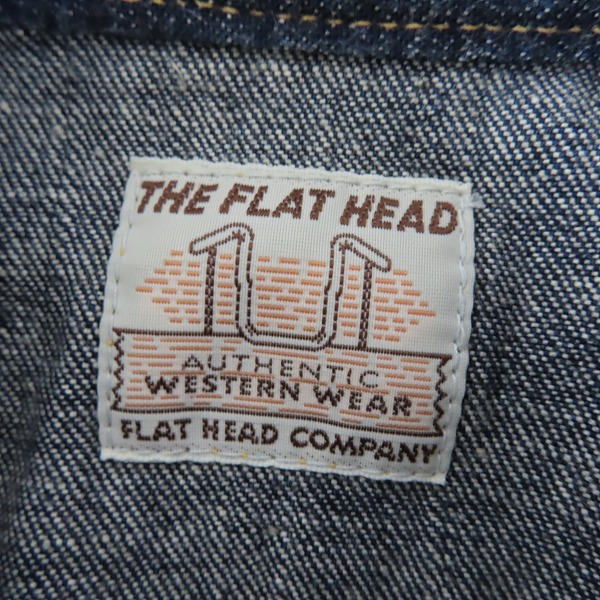 THE FLAT HEAD
AUTHENTIC
WESTERN WEAR
FLAT HEAD COMPANY